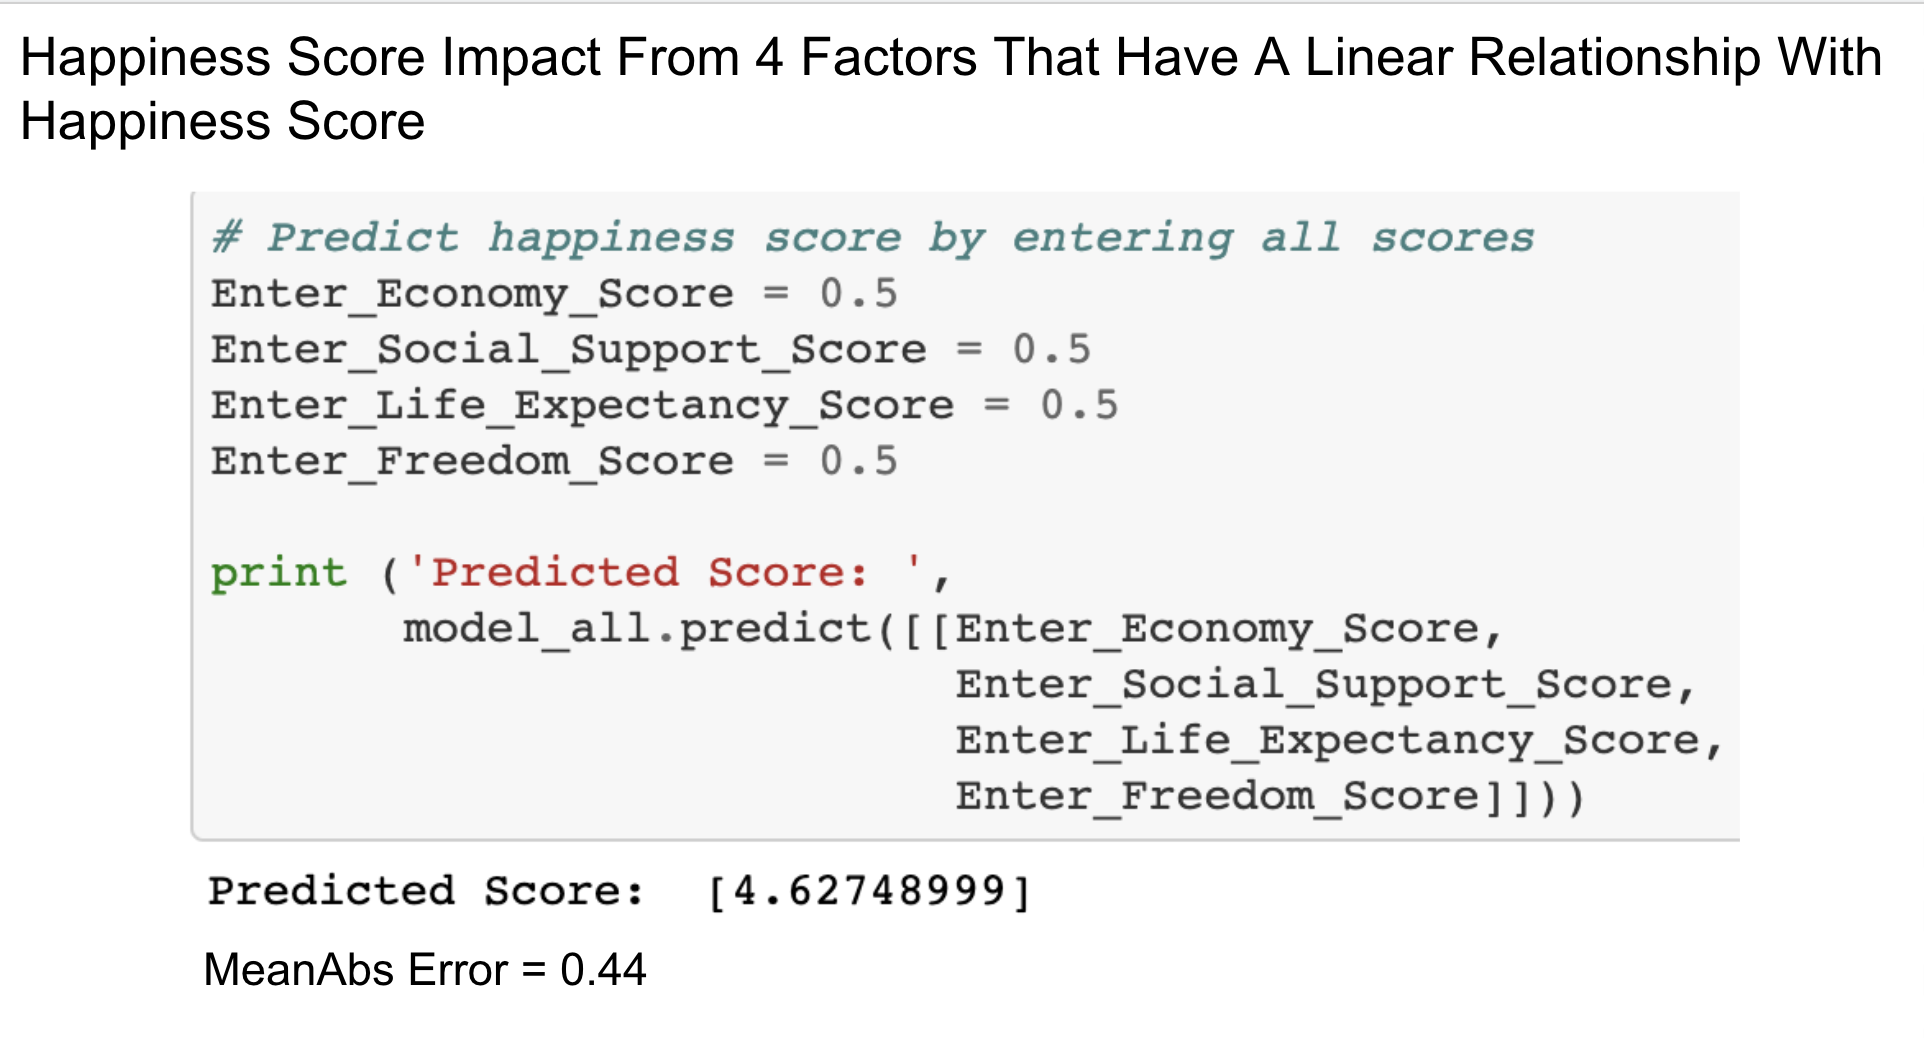 Happiness Score Impact From 4 Factors That Have A Linear Relationship With
Happiness Score
# Predict happiness score by entering all scores
Enter_Economy_Score = 0.5
Enter_Social_Support_Score = 0.5
Enter_Life_Expectancy_Score = 0.5
Enter_Freedom_Score = 0.5
print ('Predicted Score: ',
model_all.predict([[Enter_Economy_Score,
Enter_Social_Support_Score,
Enter_Life_Expectancy_Score,
Enter_Freedom_Score]]))
Predicted Score:  [4.62748999]
MeanAbs Error = 0.44